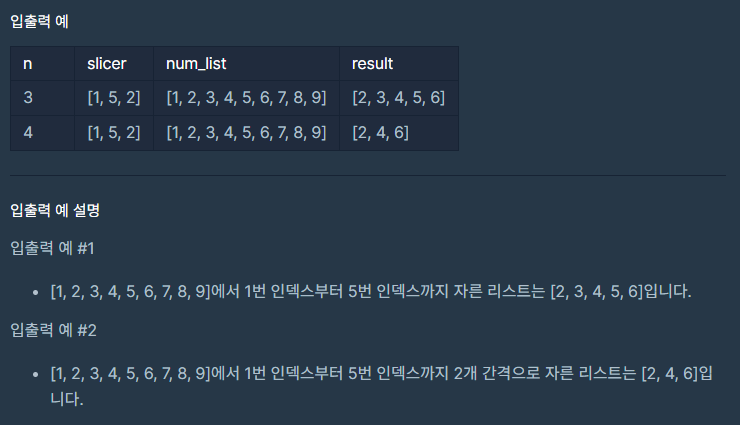 입출력 예
n slicer num_list result
3 [1, 5, 2] [1, 2, 3, 4, 5, 6, 7, 8, 9] [2, 3, 4, 5, 6]
4 [1, 5, 2] [1, 2, 3, 4, 5, 6, 7, 8, 9] [2, 4, 6]
입출력 예 설명
입출력 예 #1
• [1, 2, 3, 4, 5, 6, 7, 8, 9]에서 1번 인덱스부터 5번 인덱스까지 자른 리스트는 [2, 3, 4, 5, 6]입니다.
입출력 예 #2
• [1, 2, 3, 4, 5, 6, 7, 8, 9]에서 1번 인덱스부터 5번 인덱스까지 2개 간격으로 자른 리스트는 [2, 4, 6]입
니다.